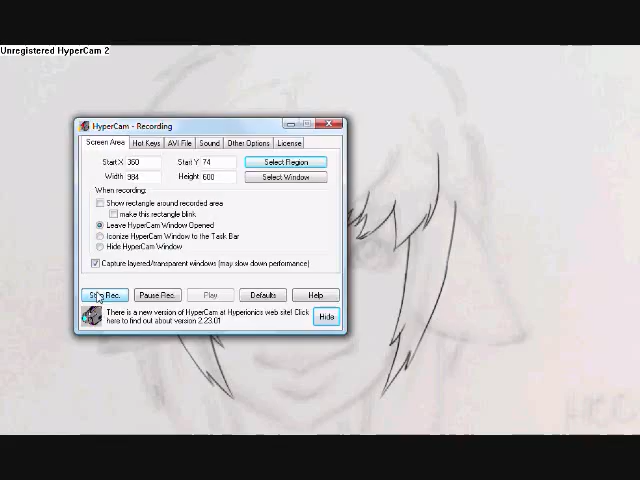 Unregistered HyperCam 2
HyperCam - Recording
Screen Area Hot Keys AVI File Sound Other Options License
Start X 360 Start Y 74 Select Region
Width 984 Height 600 Select Window
When recording:
Show rectangle around recorded area
make this rectangle blink
Leave HyperCam Window Opened
Iconize HyperCam Window to the Task Bar
Hide HyperCam Window
Capture layered/transparent windows (may slow down performance)
Stop Rec. Pause Rec. Play Defaults Help
There is a new version of HyperCam at Hyperionics web site! Click
here to find out about version 2.23.01
Hide